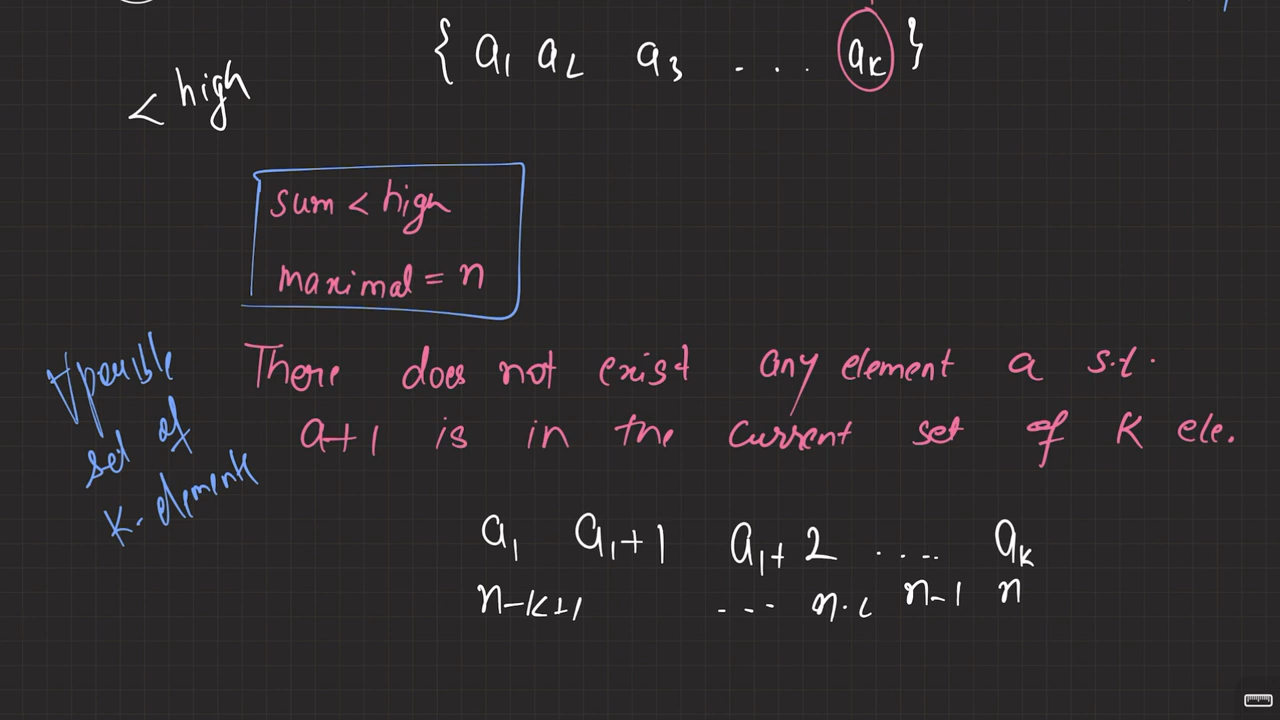 { a1 a2 a3 . . . ak }
< high
sum < high
maximal = n
There does not exist any element a s.t.
a+1 is in the current set of K ele.
∀ possible
set of
K-elements
a1 a1+1 a1+2 ..... ak
n-k+1 ... n-2 n-1 n